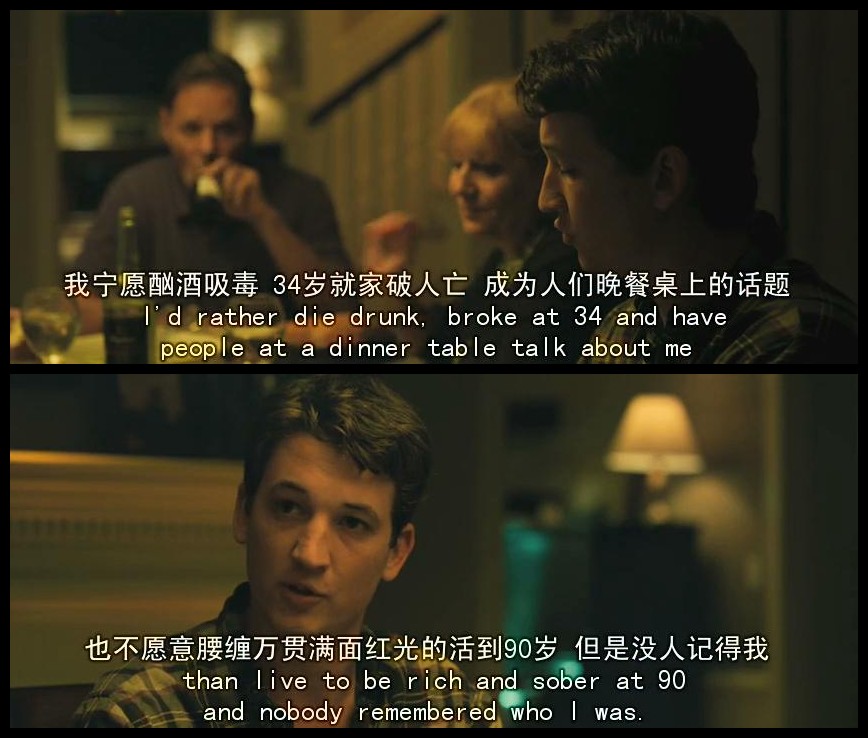 我宁愿酗酒吸毒 34岁就家破人亡 成为人们晚餐桌上的话题
I'd rather die drunk, broke at 34 and have
people at a dinner table talk about me
也不愿意腰缠万贯满面红光的活到90岁 但是没人记得我
than live to be rich and sober at 90
and nobody remembered who I was.